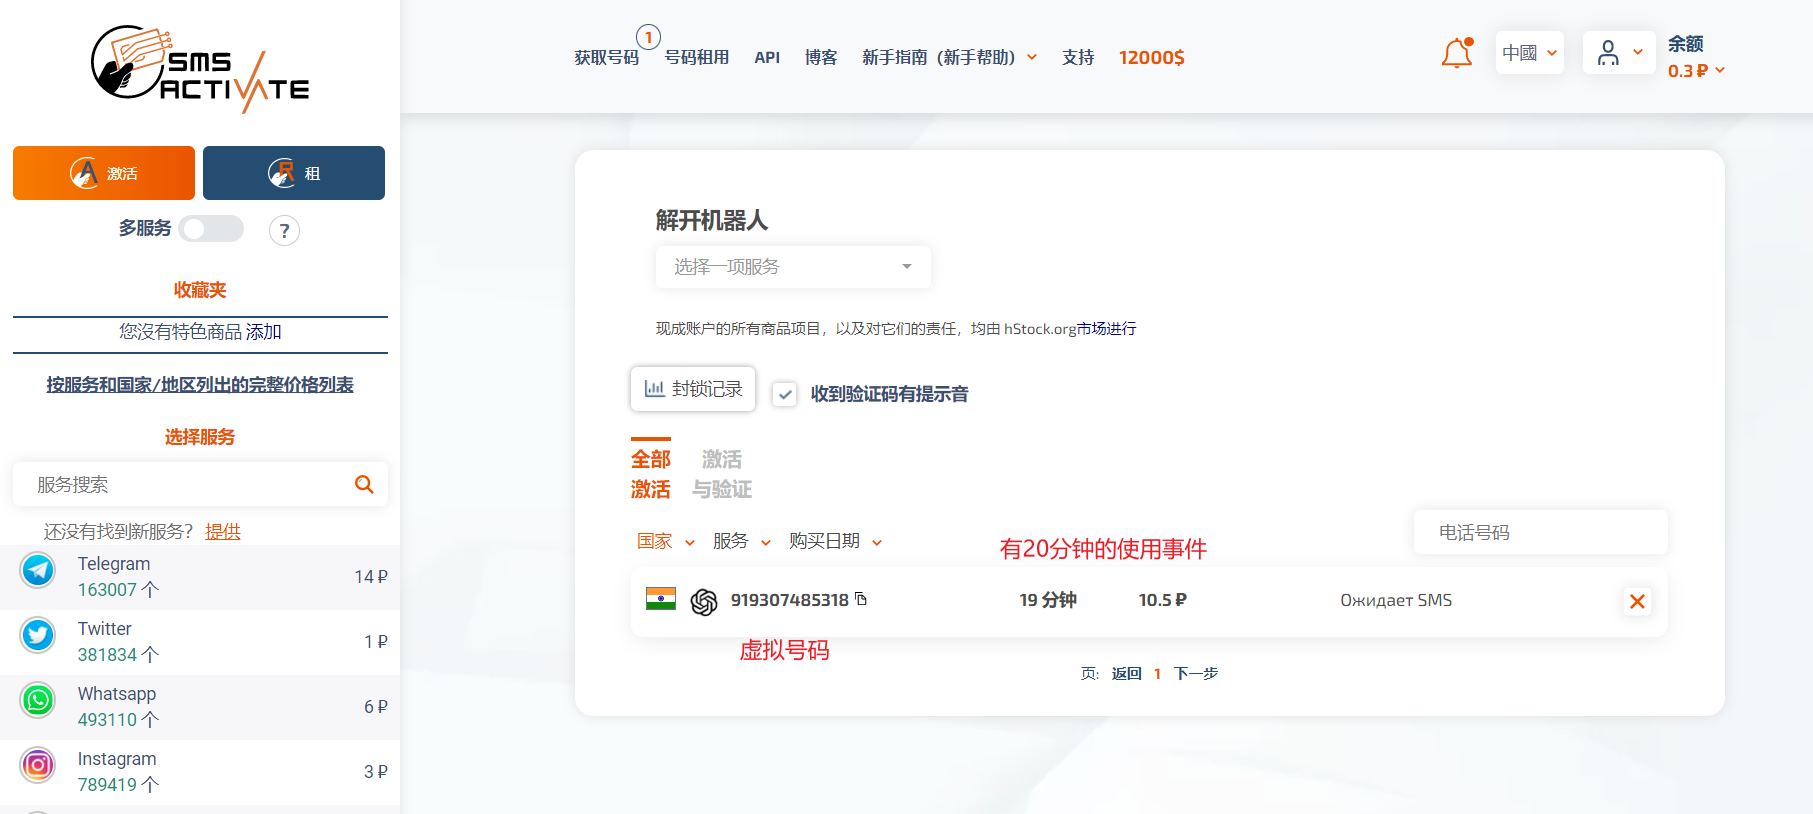 SMS
ACTIVATE
获取号码
1
号码租用
API
博客
新手指南（新手帮助）
支持
12000$
中國
余额
0.3 ₽
激活
租
多服务
?
收藏夹
您沒有特色商品 添加
按服务和国家/地区列出的完整价格列表
选择服务
服务搜索
还没有找到新服务？ 提供
Telegram
163007 个
14 ₽
Twitter
381834 个
1 ₽
Whatsapp
493110 个
6 ₽
Instagram
789419 个
3 ₽
解开机器人
选择一项服务
现成账户的所有商品项目，以及对它们的责任，均由 hStock.org市场进行
封锁记录
收到验证码有提示音
全部
激活
激活
与验证
国家
服务
购买日期
有20分钟的使用事件
电话号码
919307485318
19 分钟
10.5 ₽
Ожидает SMS
虚拟号码
页: 返回 1 下一步